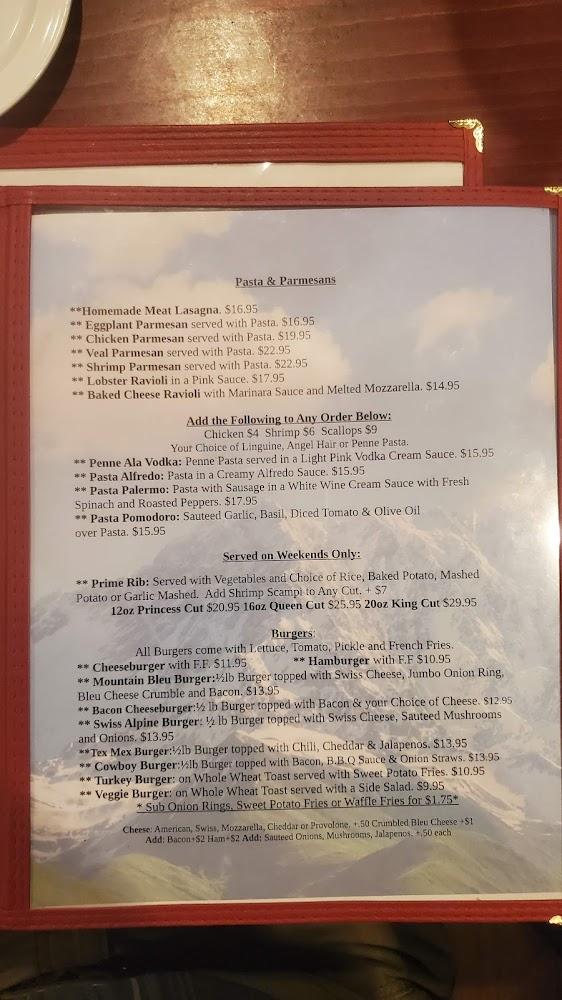 Pasta & Parmesans
**Homemade Meat Lasagna. $16.95
** Eggplant Parmesan served with Pasta. $16.95
** Chicken Parmesan served with Pasta. $19.95
** Veal Parmesan served with Pasta. $22.95
** Shrimp Parmesan served with Pasta. $22.95
** Lobster Ravioli in a Pink Sauce. $17.95
** Baked Cheese Ravioli with Marinara Sauce and Melted Mozzarella. $14.95
Add the Following to Any Order Below:
Chicken $4 Shrimp $6 Scallops $9
Your Choice of Linguine, Angel Hair or Penne Pasta.
** Penne Ala Vodka: Penne Pasta served in a Light Pink Vodka Cream Sauce. $15.95
** Pasta Alfredo: Pasta in a Creamy Alfredo Sauce. $15.95
** Pasta Palermo: Pasta with Sausage in a White Wine Cream Sauce with Fresh
Spinach and Roasted Peppers. $17.95
** Pasta Pomodoro: Sauteed Garlic, Basil, Diced Tomato & Olive Oil
over Pasta. $15.95
Served on Weekends Only:
** Prime Rib: Served with Vegetables and Choice of Rice, Baked Potato, Mashed
Potato or Garlic Mashed. Add Shrimp Scampi to Any Cut. + $7
12oz Princess Cut $20.95 16oz Queen Cut $25.95 20oz King Cut $29.95
Burgers:
All Burgers come with Lettuce, Tomato, Pickle and French Fries.
** Cheeseburger with F.F. $11.95 ** Hamburger with F.F $10.95
** Mountain Bleu Burger:½lb Burger topped with Swiss Cheese, Jumbo Onion Ring,
Bleu Cheese Crumble and Bacon. $13.95
** Bacon Cheeseburger:½ lb Burger topped with Bacon & your Choice of Cheese. $12.95
** Swiss Alpine Burger: ½ lb Burger topped with Swiss Cheese, Sauteed Mushrooms
and Onions. $13.95
**Tex Mex Burger:½lb Burger topped with Chili, Cheddar & Jalapenos. $13.95
** Cowboy Burger:½lb Burger topped with Bacon, B.B.Q Sauce & Onion Straws. $13.95
** Turkey Burger: on Whole Wheat Toast served with Sweet Potato Fries. $10.95
** Veggie Burger: on Whole Wheat Toast served with a Side Salad. $9.95
* Sub Onion Rings, Sweet Potato Fries or Waffle Fries for $1.75*
Cheese: American, Swiss, Mozzarella, Cheddar or Provolone. +.50 Crumbled Bleu Cheese +$1
Add: Bacon+$2 Ham+$2 Add: Sauteed Onions, Mushrooms, Jalapenos. +.50 each